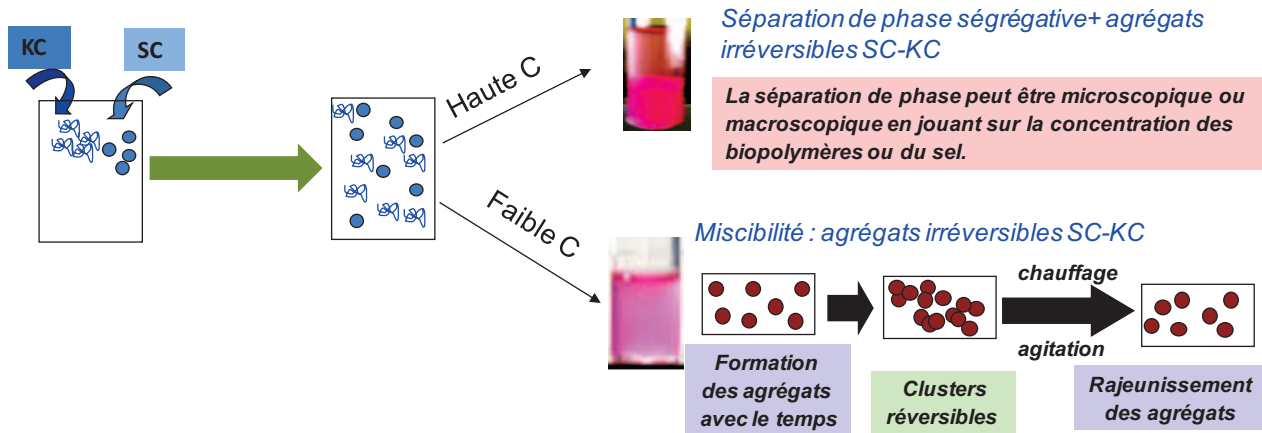 KC
SC
Haute C
Faible C
Séparation de phase ségrégative+ agrégats
irréversibles SC-KC
La séparation de phase peut être microscopique ou
macroscopique en jouant sur la concentration des
biopolymères ou du sel.
Miscibilité : agrégats irréversibles SC-KC
chauffage
agitation
Formation
des agrégats
avec le temps
Clusters
réversibles
Rajeunissement
des agrégats